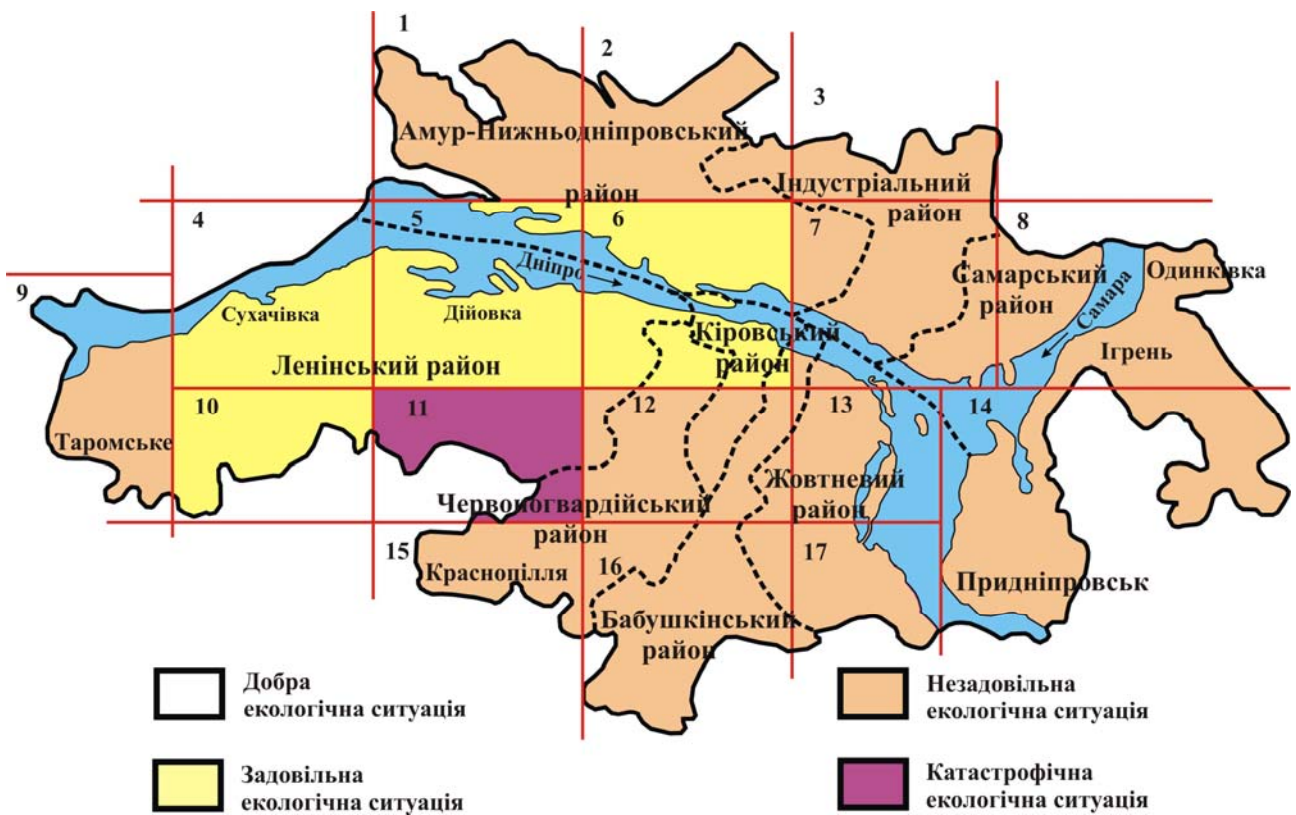 1
2
3
Амур-Нижньодніпровський
район
Індустріальний
район
4
5
6
7
8
Дніпро
Самарський
район
Самара
Одинківка
9
Сухачівка
Дійовка
Кіровський
район
Ігрень
Ленінський район
10
11
12
13
14
Таромське
Червоногвардійський
район
Жовтневий
район
15
Краснопілля
16
17
Придніпровськ
Бабушкінський
район
Добра
екологічна ситуація
Незадовільна
екологічна ситуація
Задовільна
екологічна ситуація
Катастрофічна
екологічна ситуація